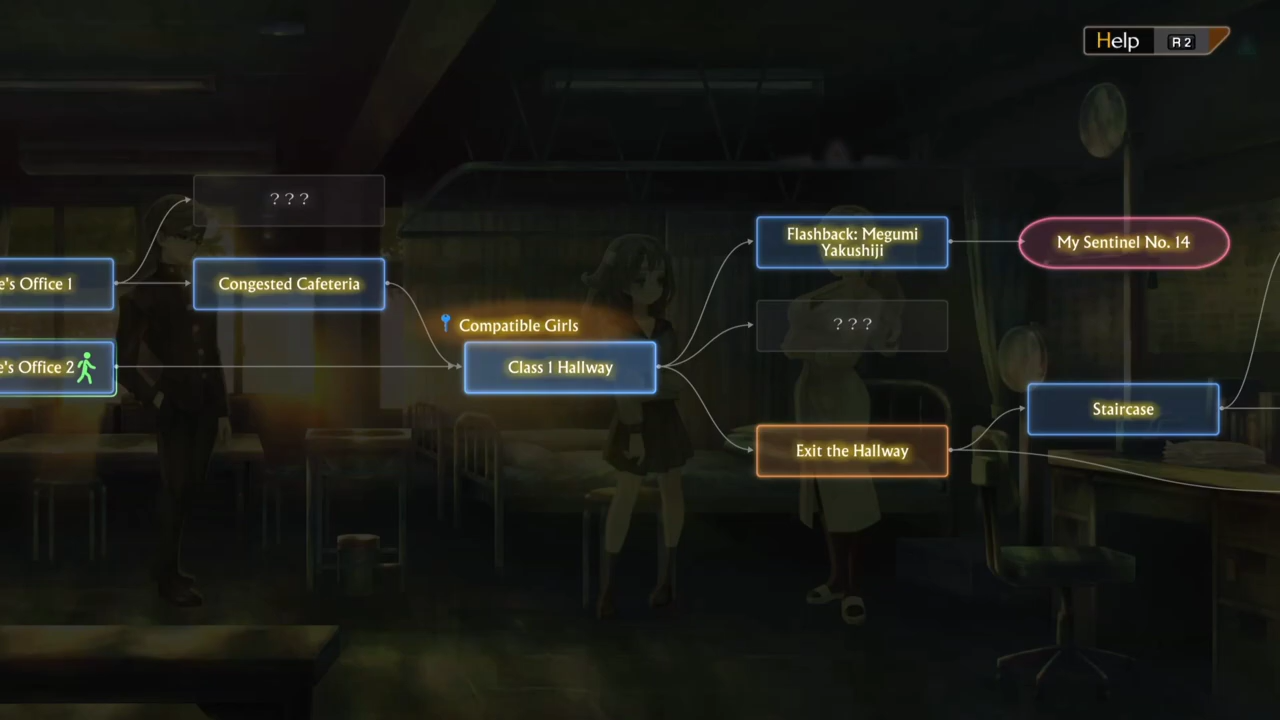 Help R2
???
e's Office 1
Congested Cafeteria
Compatible Girls
e's Office 2
Class 1 Hallway
Flashback: Megumi
Yakushiji
My Sentinel No. 14
???
Staircase
Exit the Hallway